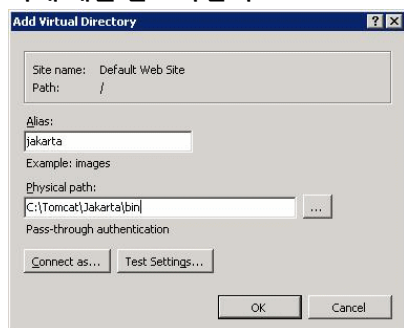 Add Virtual Directory
Site name: Default Web Site
Path: /
Alias:
jakarta
Example: images
Physical path:
C:\Tomcat\Jakarta\bin
...
Pass-through authentication
Connect as... Test Settings...
OK Cancel